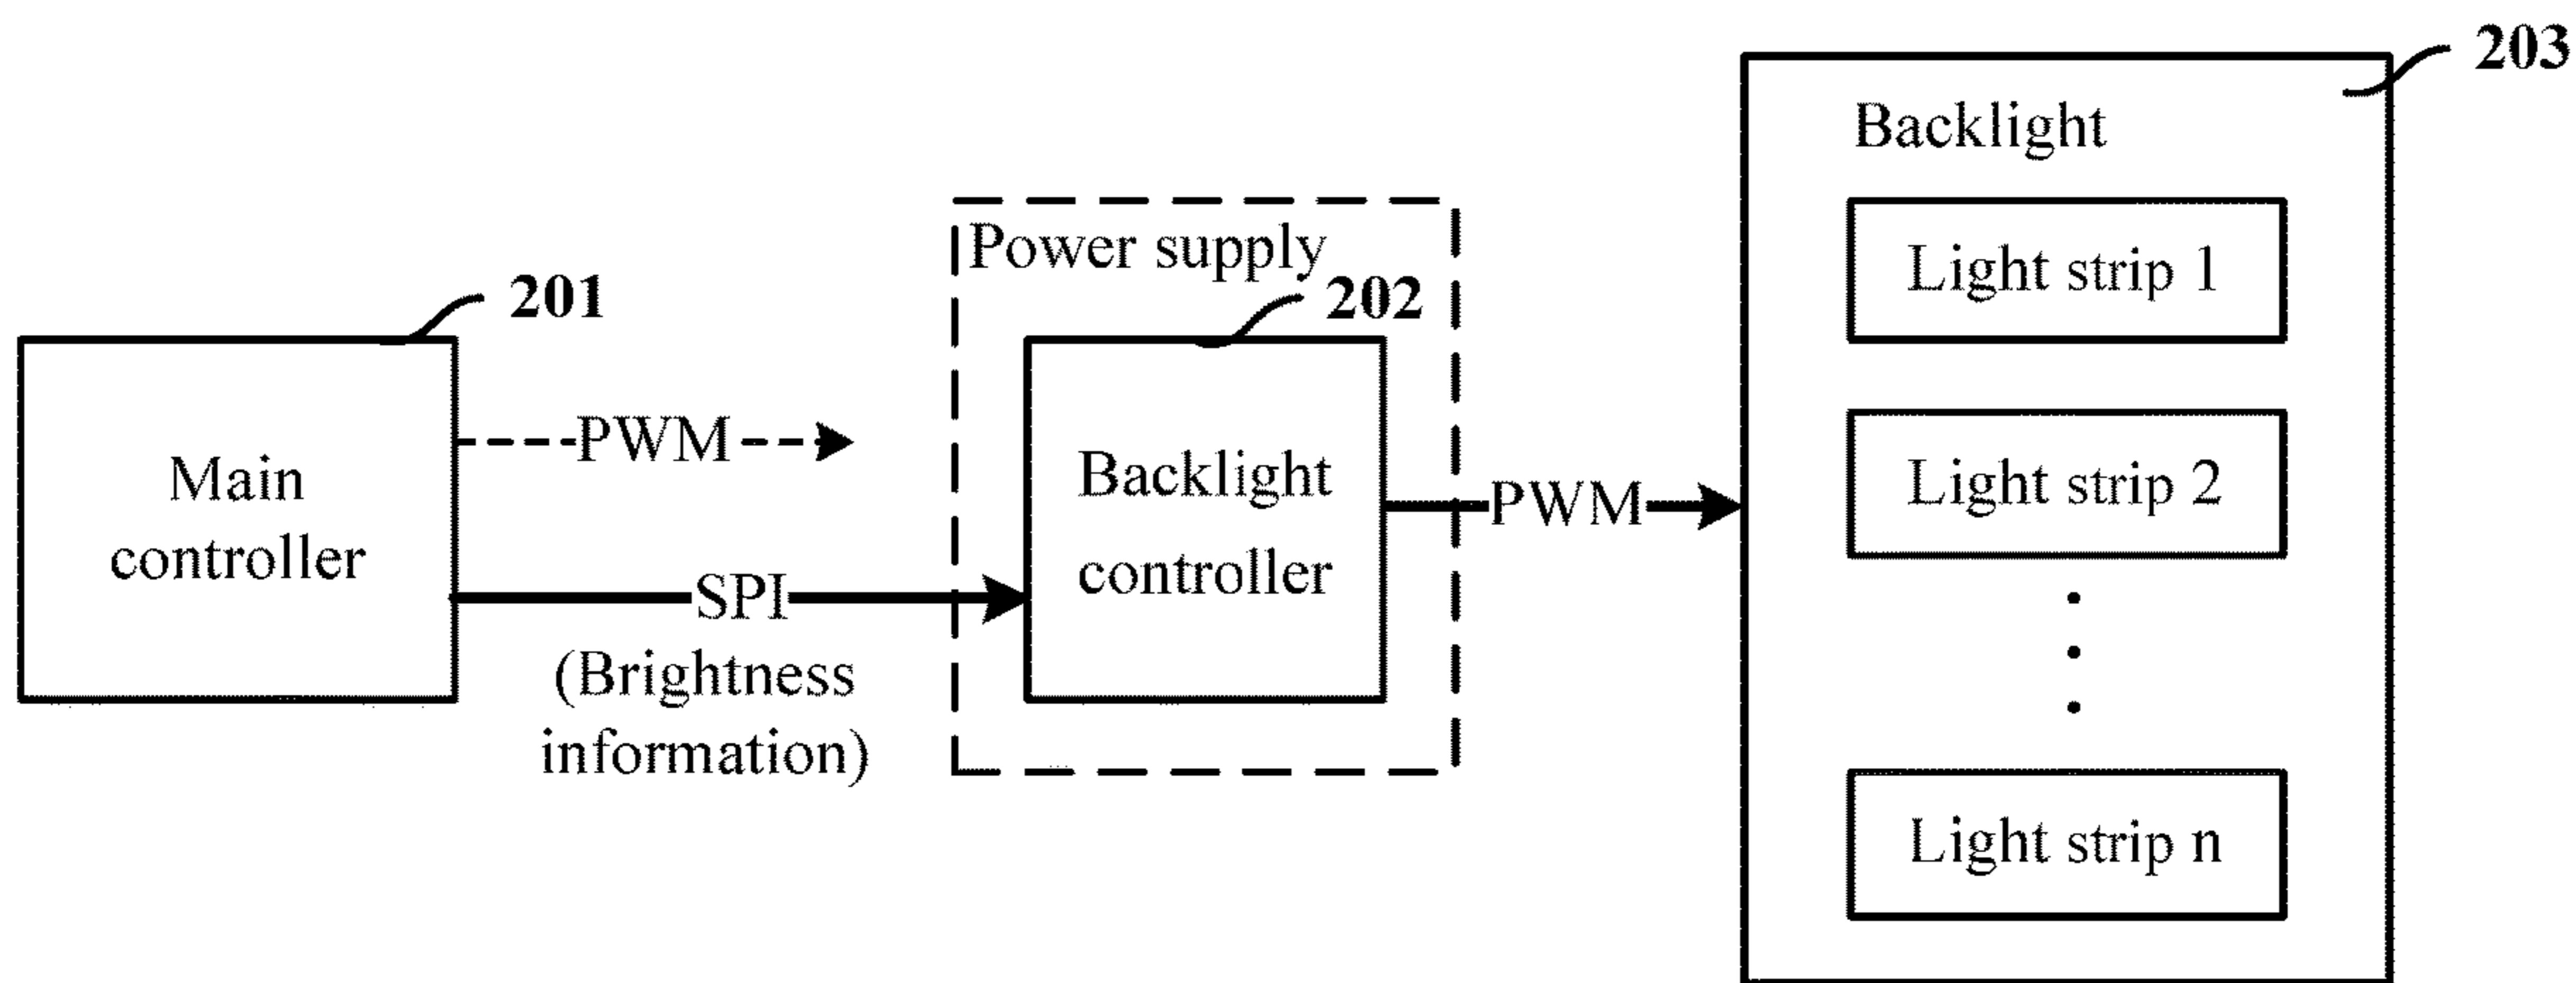 203
Backlight
Power supply
Light strip 1
201
202
Main
controller
PWM
Backlight
controller
PWM
Light strip 2
SPI
(Brightness
information)
Light strip n